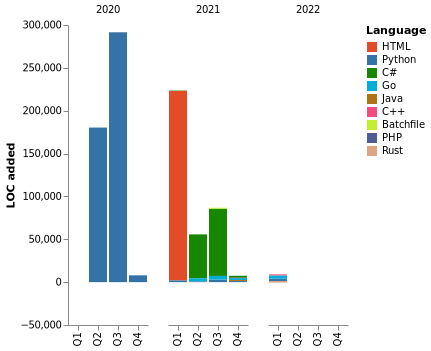 2020 2021 2022
300,000
250,000
200,000
150,000
100,000
50,000
0
−50,000
LOC added
Q1 Q2 Q3 Q4 Q1 Q2 Q3 Q4 Q1 Q2 Q3 Q4
Language
HTML
Python
C#
Go
Java
C++
Batchfile
PHP
Rust